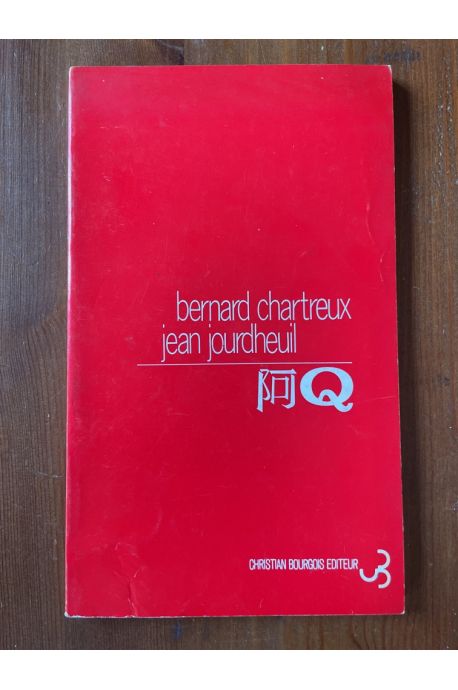 bernard chartreux
jean jourdheuil
阿Q
CHRISTIAN BOURGOIS EDITEUR